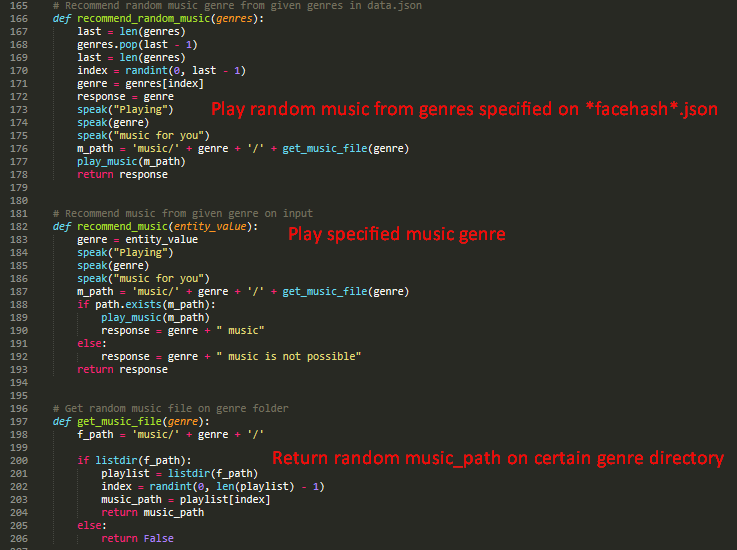 165 # Recommend random music genre from given genres in data.json
166 def recommend_random_music(genres):
167 last = len(genres)
168 genres.pop(last - 1)
169 last = len(genres)
170 index = randint(0, last - 1)
171 genre = genres[index]
172 response = genre
173 speak("Playing")
Play random music from genres specified on *facehash*.json
174 speak(genre)
175 speak("music for you")
176 m_path = 'music/' + genre + '/' + get_music_file(genre)
177 play_music(m_path)
178 return response
179
180
181 # Recommend music from given genre on input
182 def recommend_music(entity_value):
Play specified music genre
183 genre = entity_value
184 speak("Playing")
185 speak(genre)
186 speak("music for you")
187 m_path = 'music/' + genre + '/' + get_music_file(genre)
188 if path.exists(m_path):
189 play_music(m_path)
190 response = genre + " music"
191 else:
192 response = genre + " music is not possible"
193 return response
194
195
196 # Get random music file on genre folder
197 def get_music_file(genre):
198 f_path = 'music/' + genre + '/'
199
200 if listdir(f_path):
Return random music_path on certain genre directory
201 playlist = listdir(f_path)
202 index = randint(0, len(playlist) - 1)
203 music_path = playlist[index]
204 return music_path
205 else:
206 return False